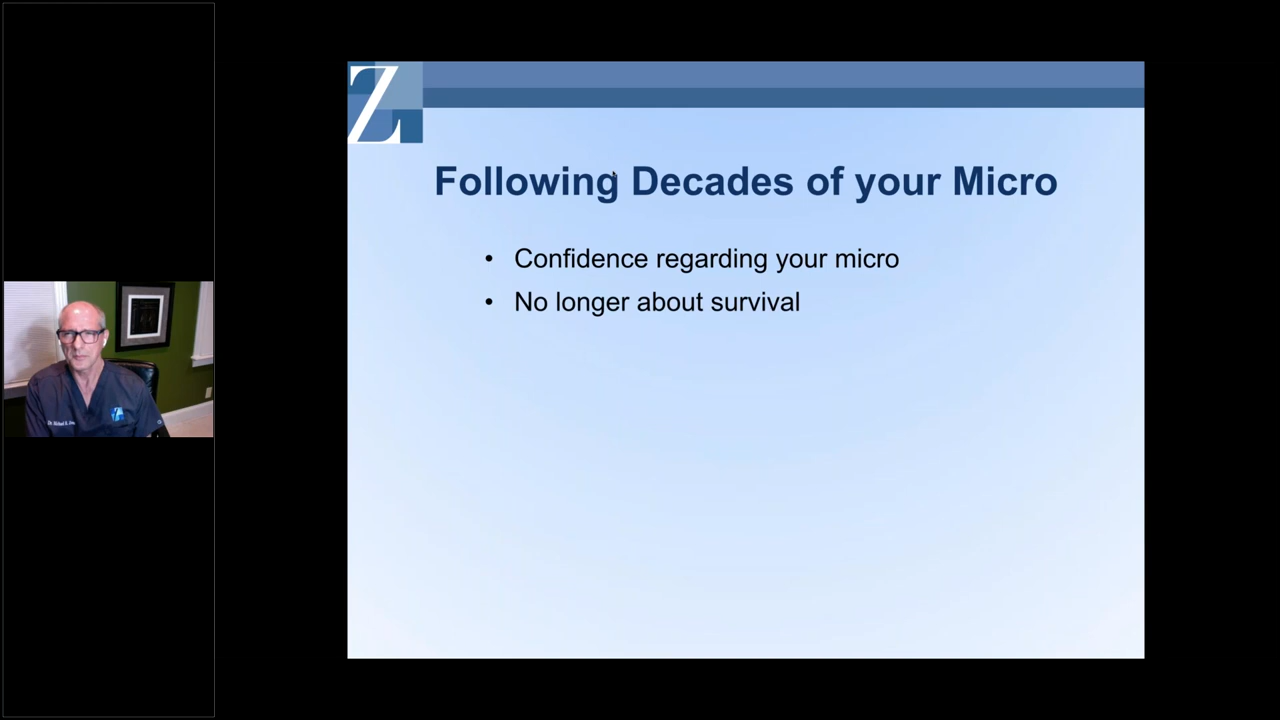 Z
Following Decades of your Micro
• Confidence regarding your micro
• No longer about survival